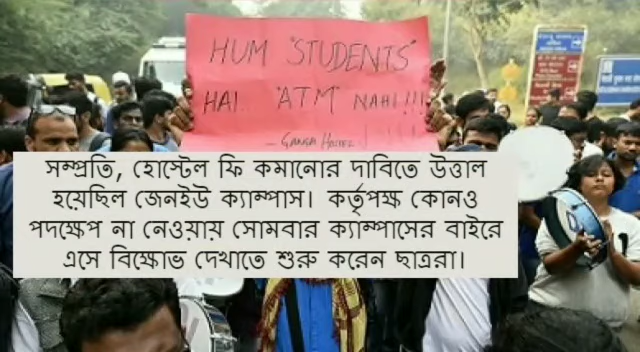 HUM "STUDENTS"
HAI.. "ATM" NAHI!!!
- GANGA HOSTEL
সম্প্রতি, হোস্টেল ফি কমানোর দাবিতে উত্তাল
হয়েছিল জেনইউ ক্যাম্পাস। কর্তৃপক্ষ কোনও
পদক্ষেপ না নেওয়ায় সোমবার ক্যাম্পাসের বাইরে
এসে বিক্ষোভ দেখাতে শুরু করেন ছাত্ররা।